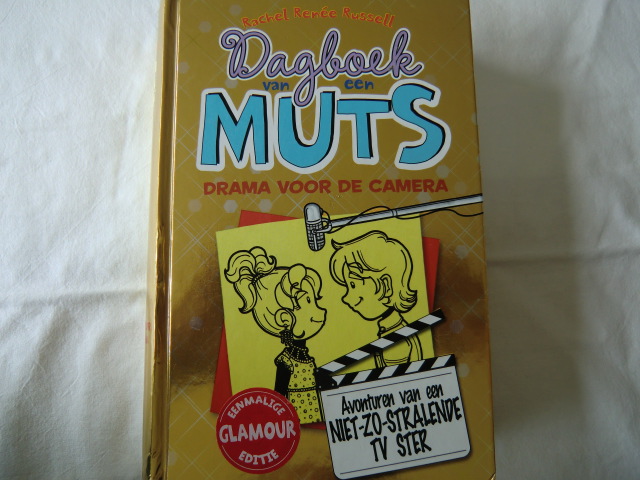 Rachel Renée Russell
Dagboek
van een
MUTS
DRAMA VOOR DE CAMERA
Avonturen van een
NIET-ZO-STRALENDE
TV STER
EENMALIGE
GLAMOUR
EDITIE